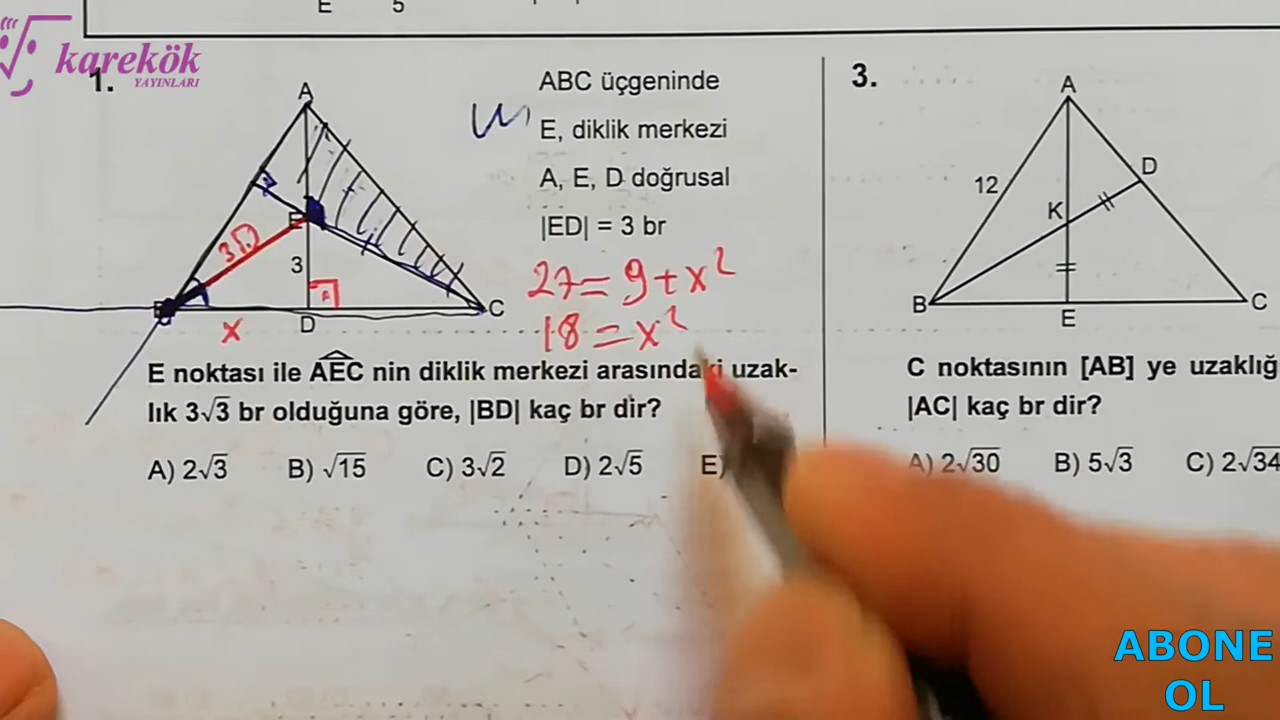 E 5
karekök
YAYINLARI
1.
A
E
3
D
C
3√
x
ABC üçgeninde
E, diklik merkezi
A, E, D doğrusal
|ED| = 3 br
27 = 9 + x²
18 = x²
E noktası ile AEC nin diklik merkezi arasındaki uzak-
lık 3√3 br olduğuna göre, |BD| kaç br dir?
A) 2√3 B) √15 C) 3√2 D) 2√5 E)
3.
A
12
D
K
B
E
C
C noktasının [AB] ye uzaklığ
|AC| kaç br dir?
A) 2√30 B) 5√3 C) 2√34
ABONE
OL